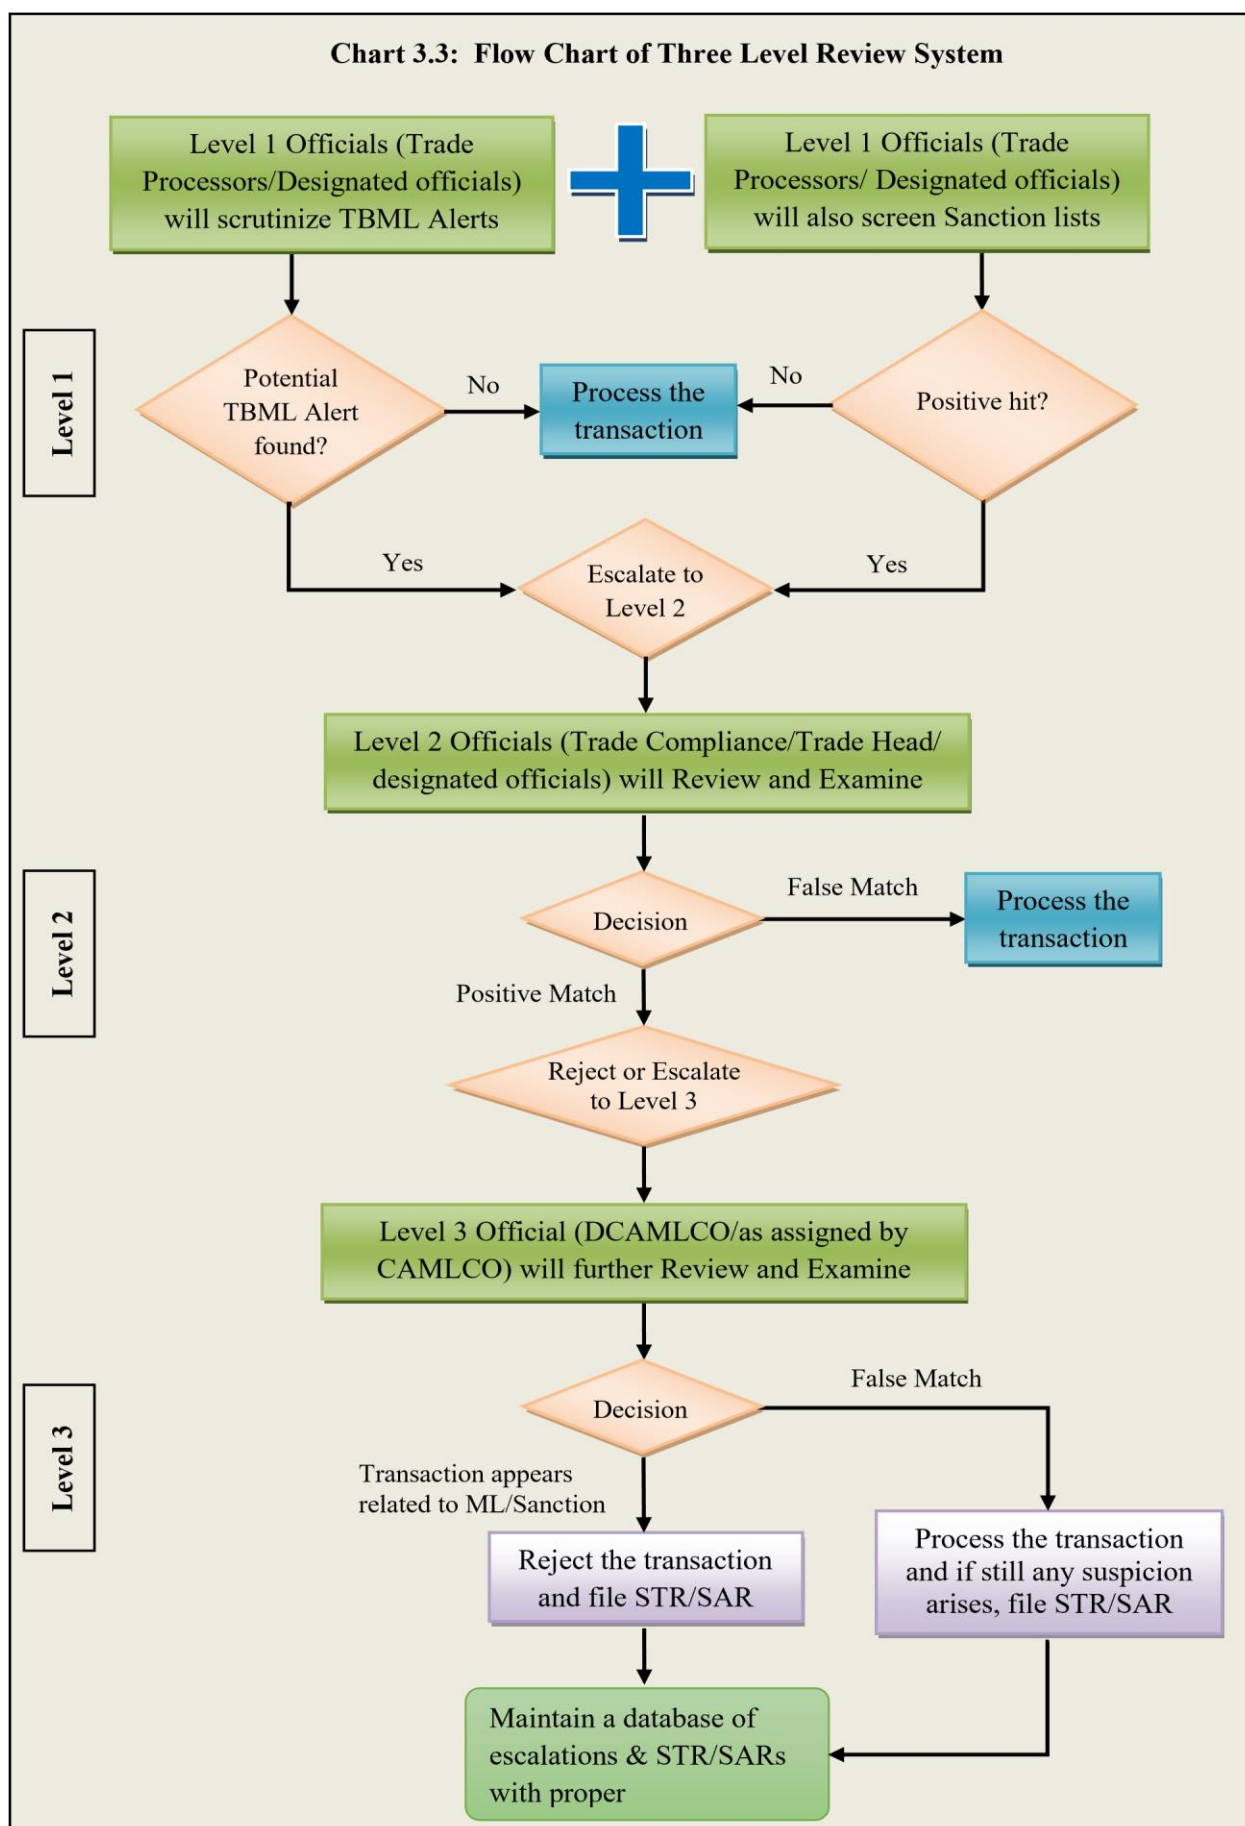 Chart 3.3:  Flow Chart of Three Level Review System
Level 1 Officials (Trade
Processors/Designated officials)
will scrutinize TBML Alerts
Level 1 Officials (Trade
Processors/ Designated officials)
will also screen Sanction lists
Level 1
Potential
TBML Alert
found?
No
Process the
transaction
No
Positive hit?
Yes
Escalate to
Level 2
Yes
Level 2 Officials (Trade Compliance/Trade Head/
designated officials) will Review and Examine
Level 2
Decision
False Match
Process the
transaction
Positive Match
Reject or Escalate
to Level 3
Level 3 Official (DCAMLCO/as assigned by
CAMLCO) will further Review and Examine
Level 3
Decision
False Match
Transaction appears
related to ML/Sanction
Reject the transaction
and file STR/SAR
Process the transaction
and if still any suspicion
arises, file STR/SAR
Maintain a database of
escalations & STR/SARs
with proper